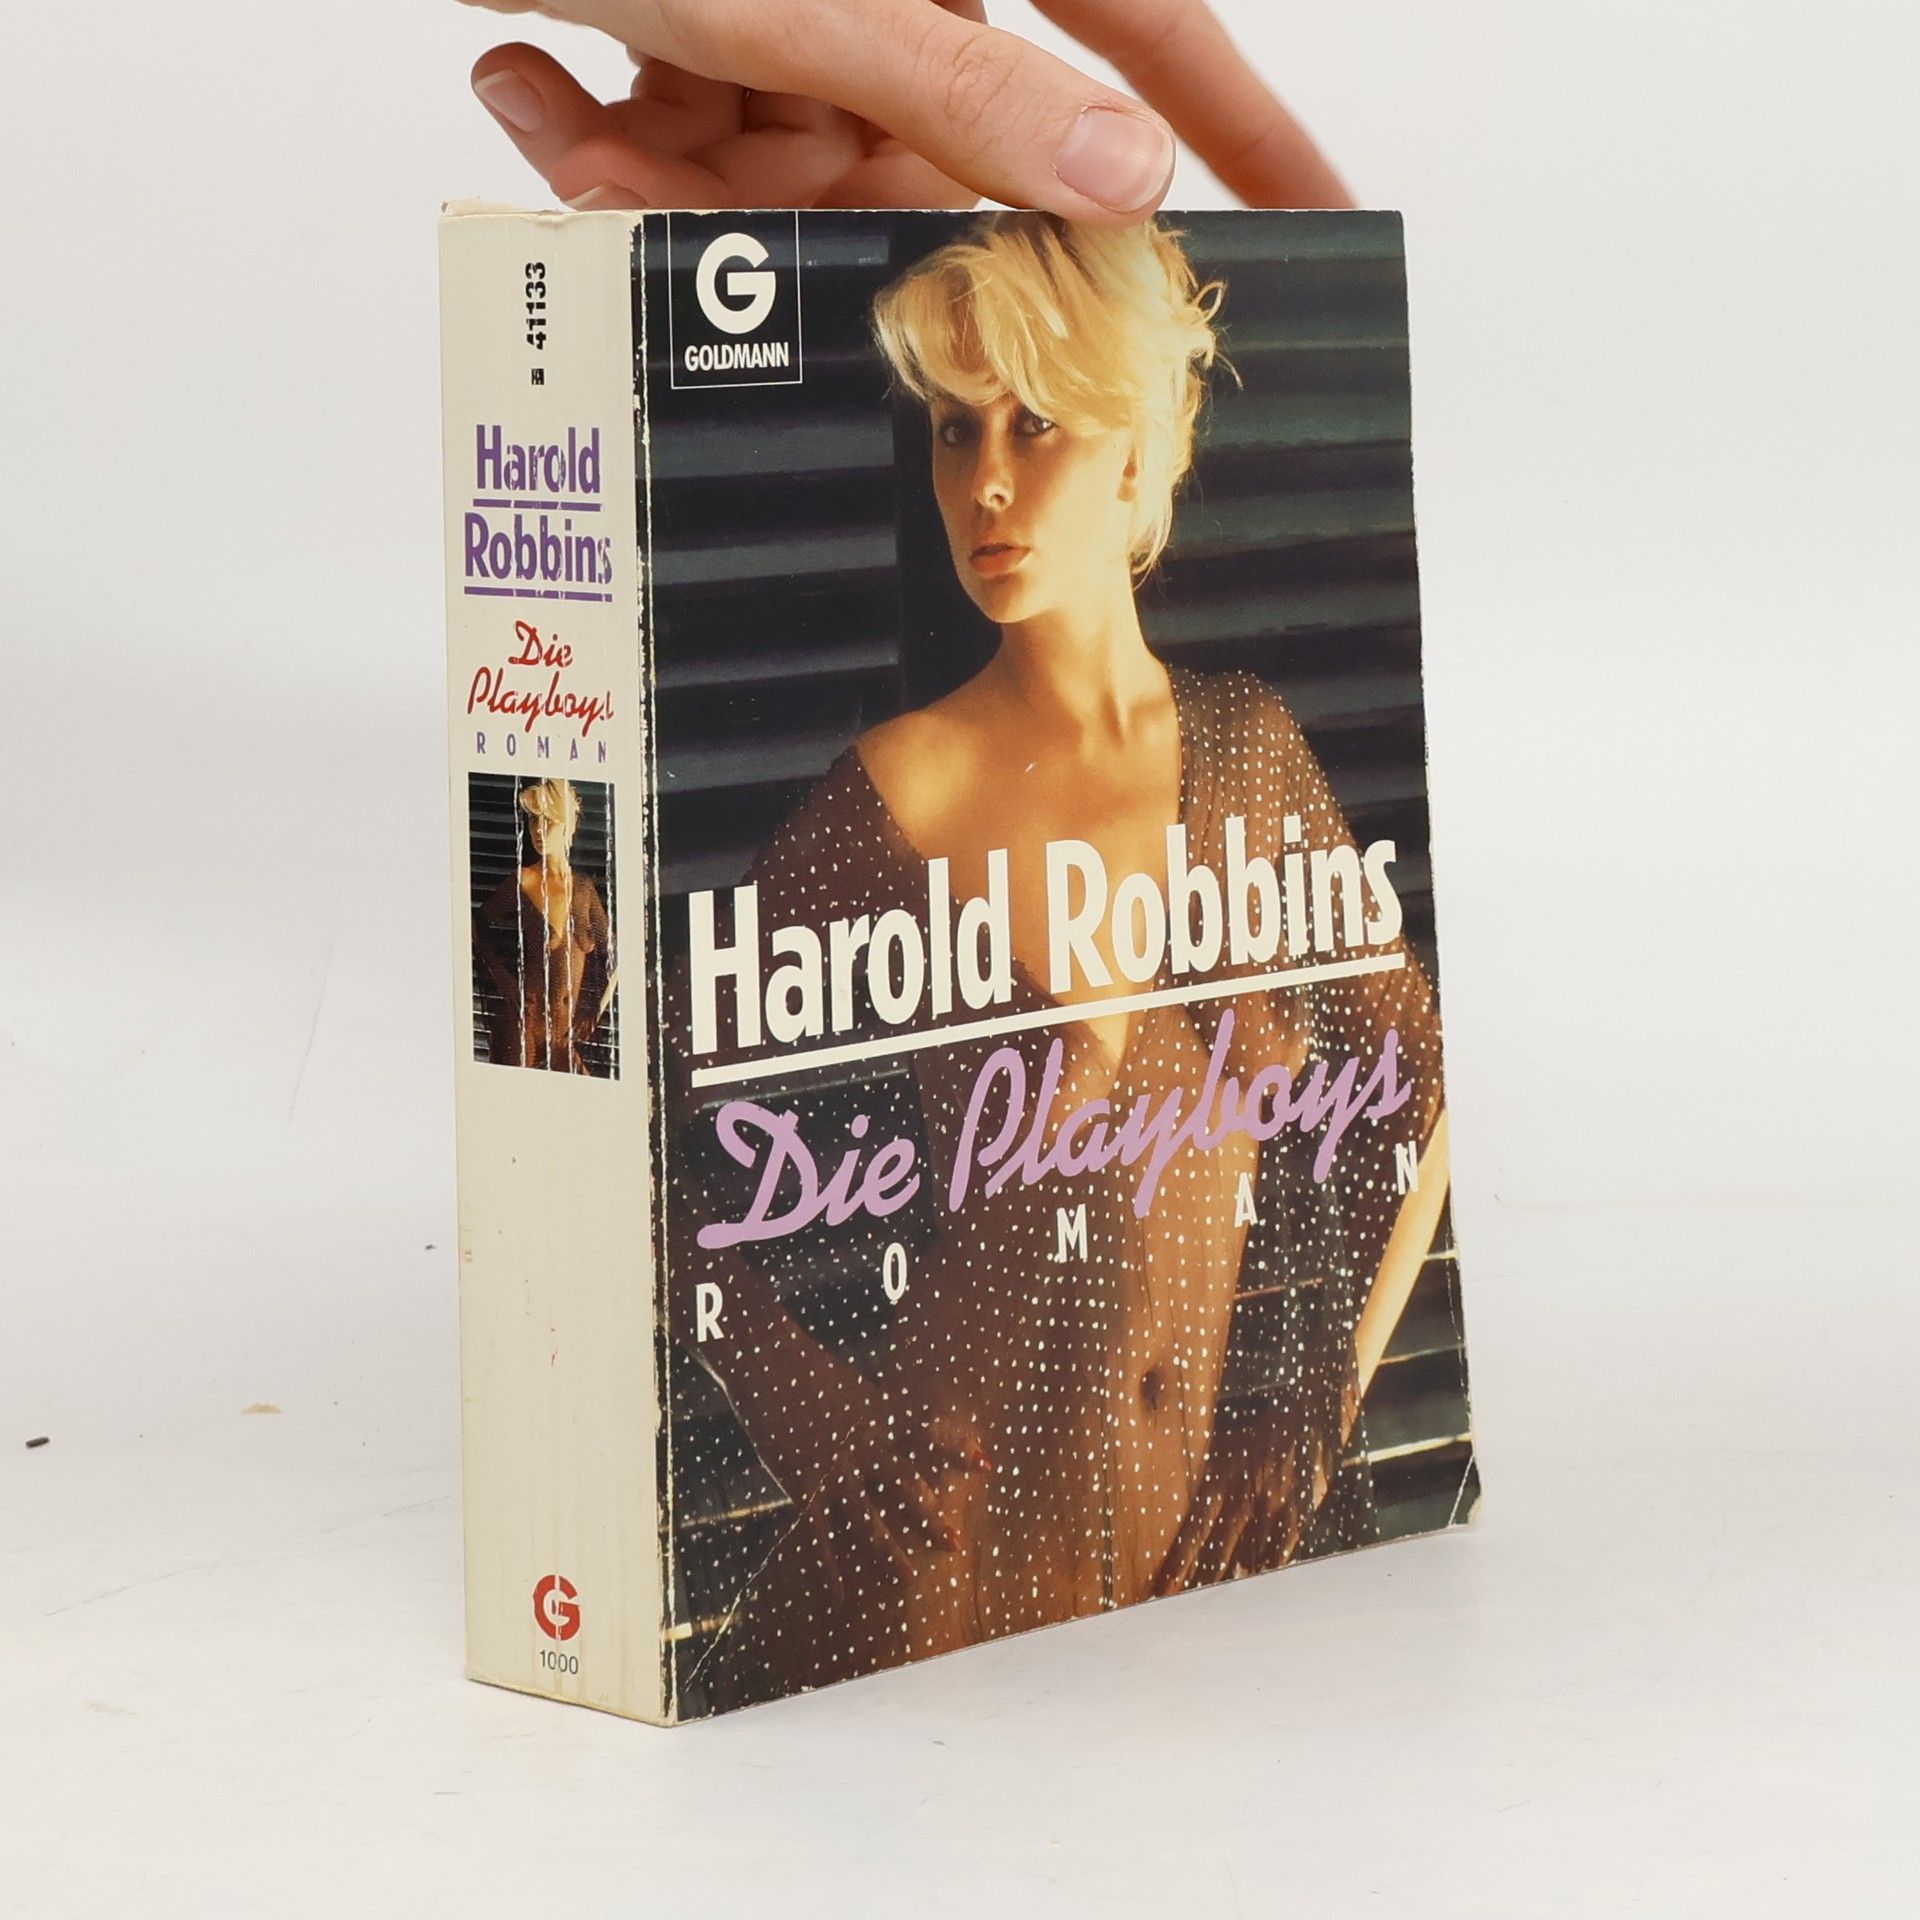 41133
Harold
Robbins
Die
Playboys
ROMAN
G
1000
G
GOLDMANN
Harold Robbins
Die Playboys
ROMAN